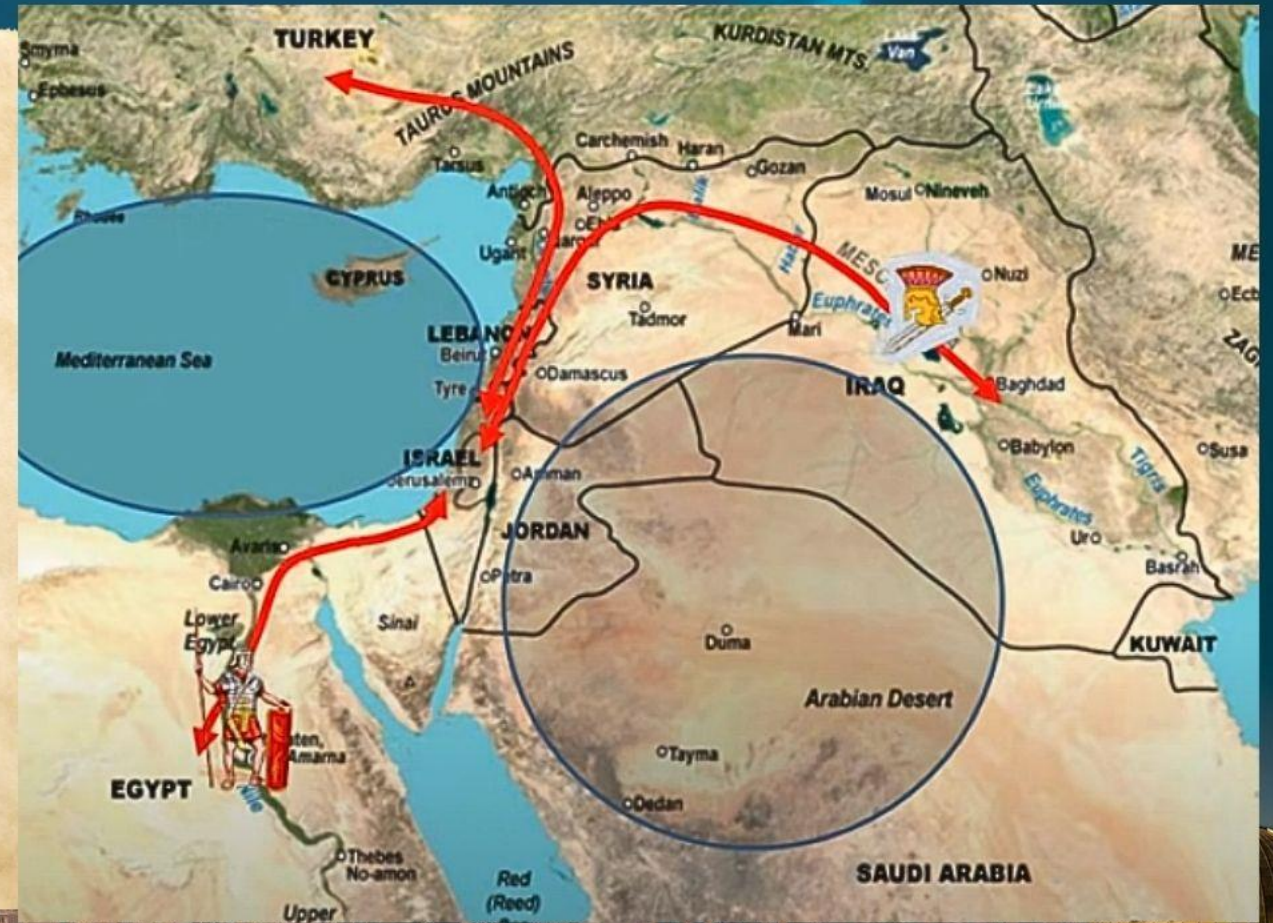 TURKEY
KURDISTAN MTS.
Van
Smyrna
Ephesus
TAURUS MOUNTAINS
Tarsus
Carchemish
Haran
Gozan
Antioch
Aleppo
Mosul
Nineveh
Ugarit
SYRIA
Nuzi
CYPRUS
Tadmor
Euphrates
Mari
LEBANON
Beirut
Mediterranean Sea
Damascus
Tyre
IRAQ
Baghdad
Babylon
Susa
ISRAEL
Jerusalem
Amman
Tigris
Euphrates
JORDAN
Avaris
Ur
Cairo
Petra
Basrah
Lower
Egypt
Sinai
Duma
KUWAIT
Arabian Desert
Amarna
Tayma
EGYPT
Nile
Dedan
Thebes
No-amon
SAUDI ARABIA
Red
(Reed)
Upper